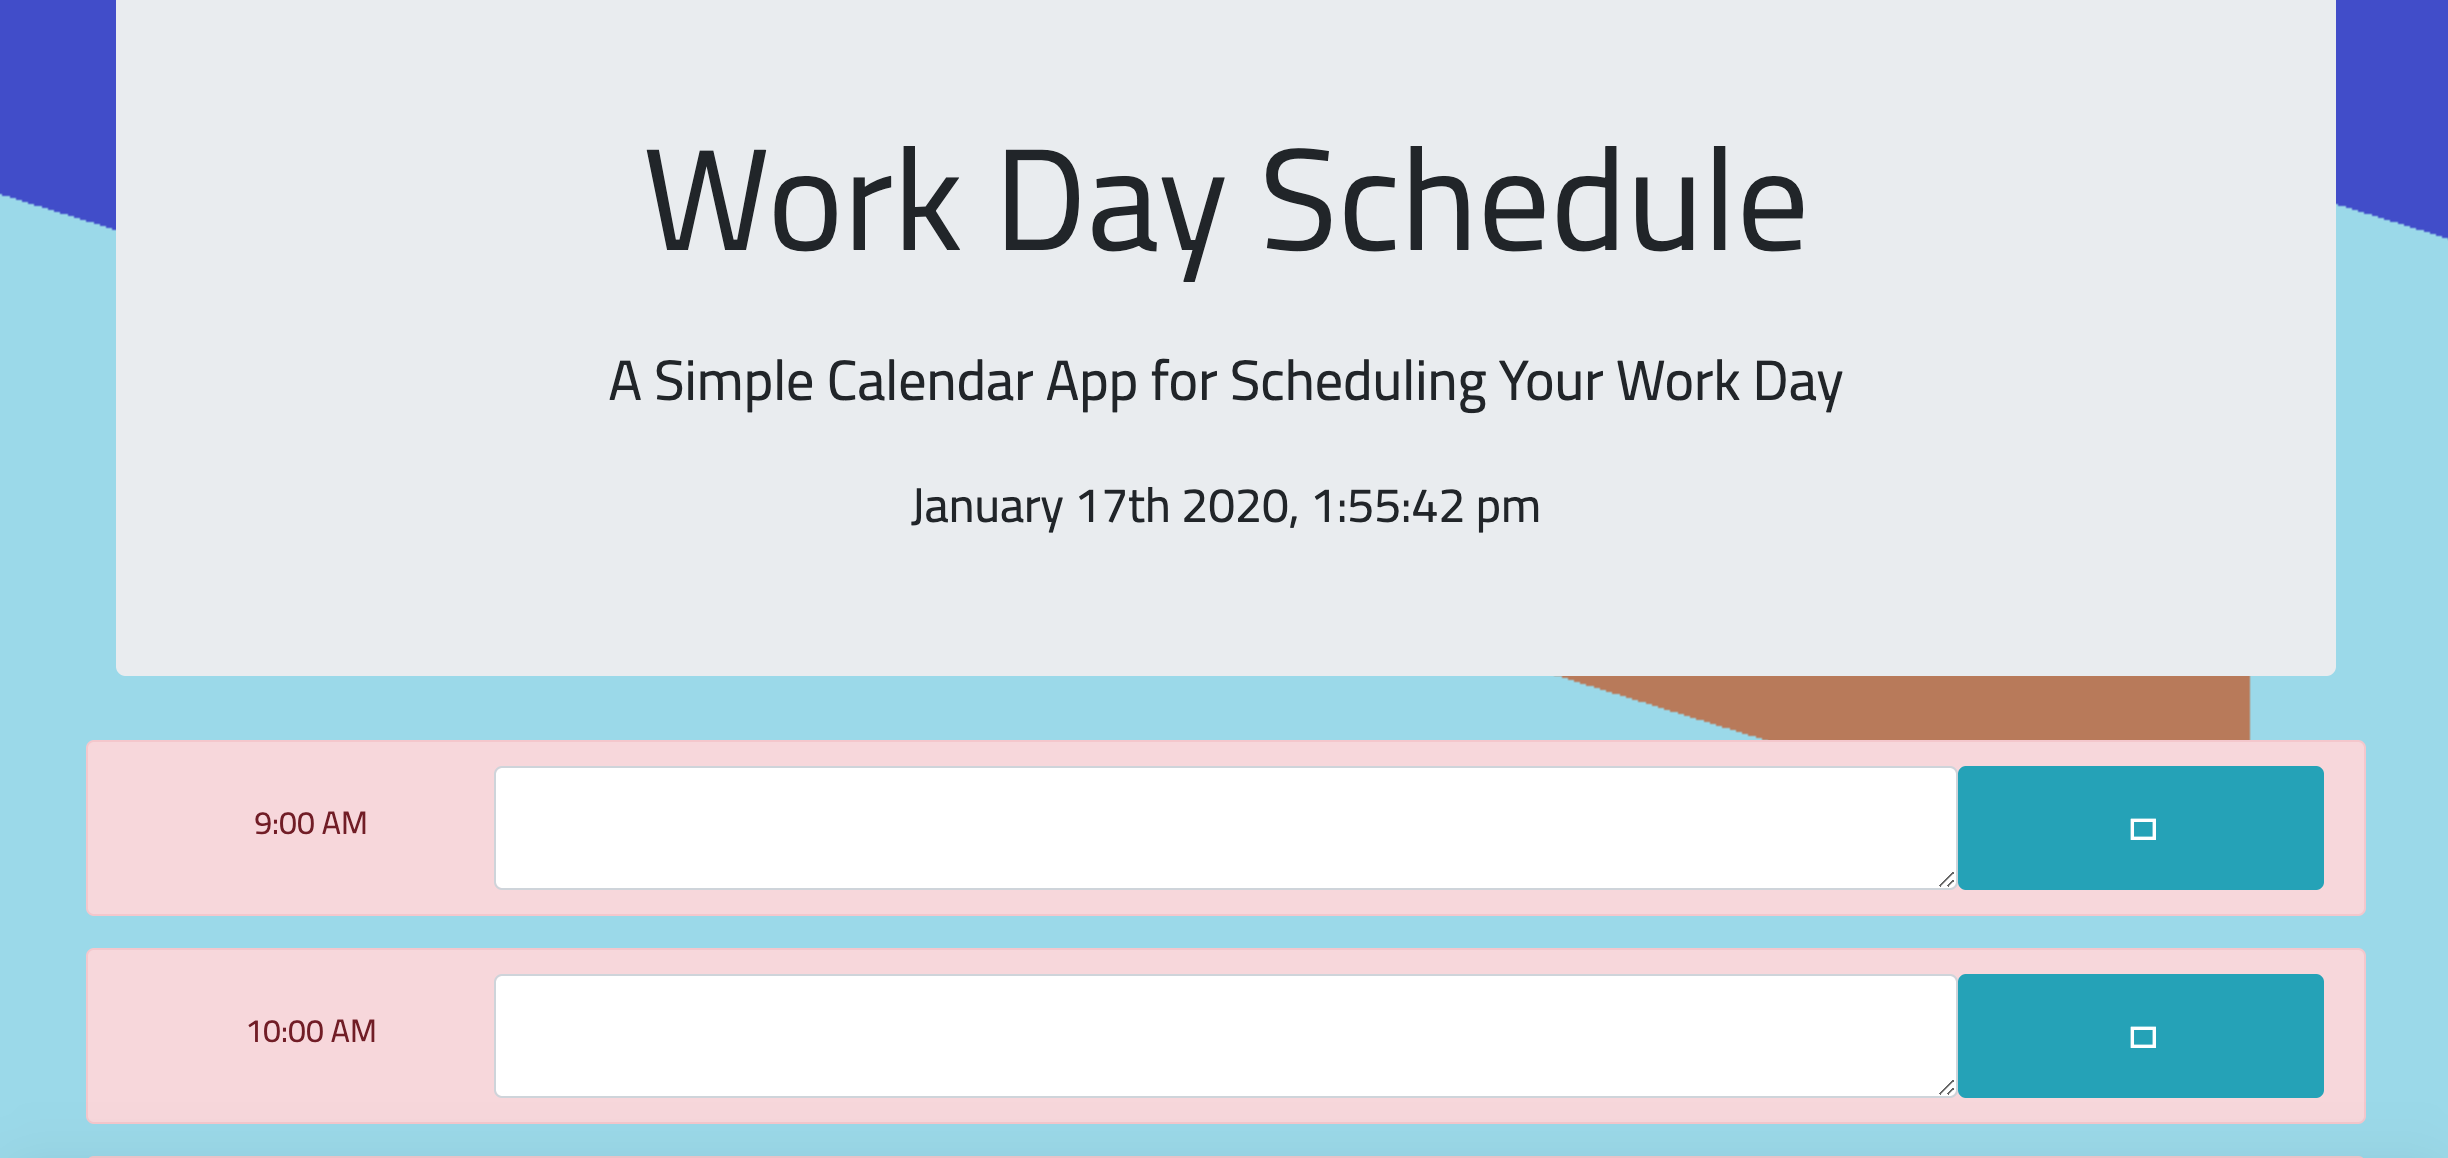 Work Day Schedule
A Simple Calendar App for Scheduling Your Work Day
January 17th 2020, 1:55:42 pm
9:00 AM
10:00 AM